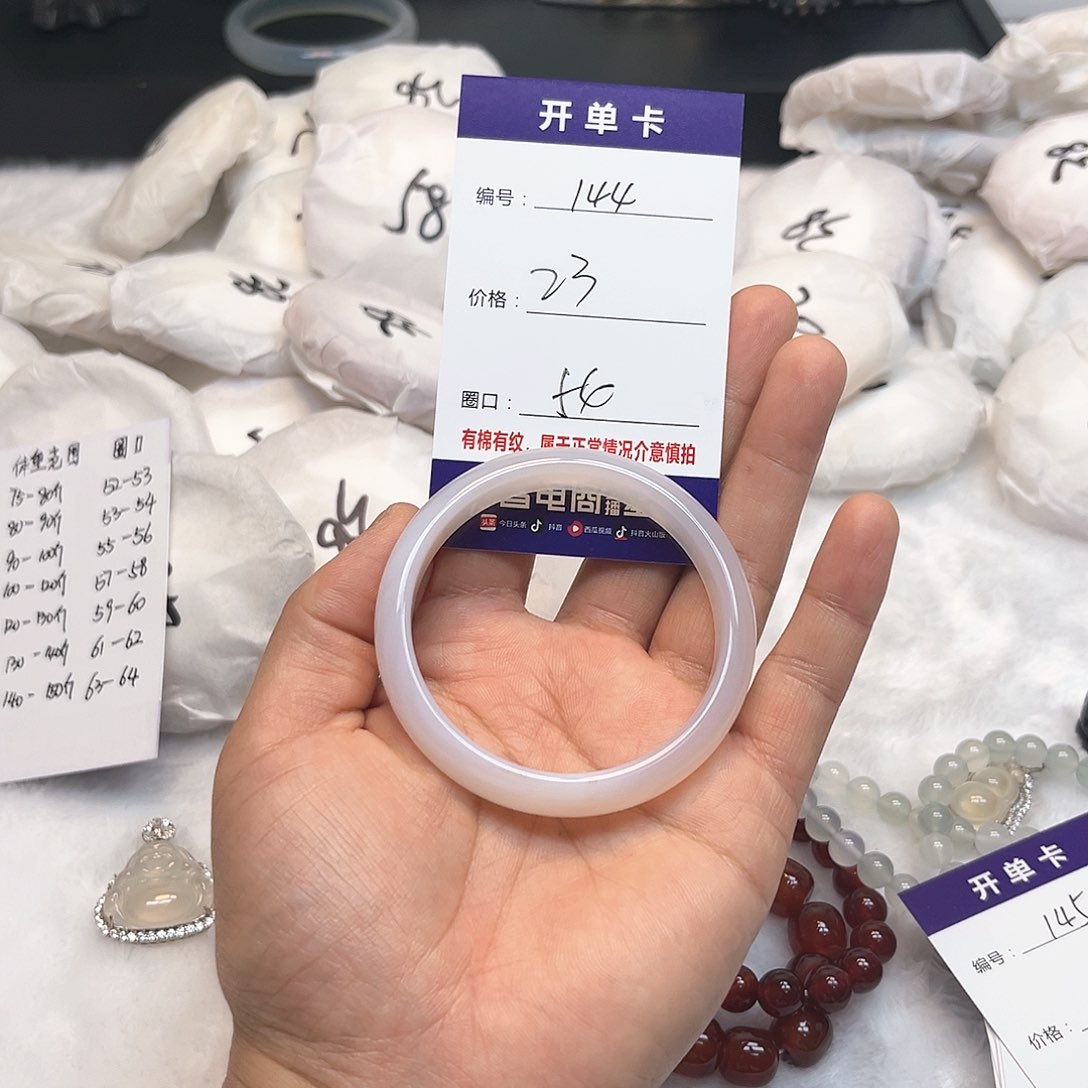 开单卡
编号：144
价格：23
圈口：56
有棉有纹，属于正常情况介意慎拍
电商
头条 今日头条 抖音 西瓜视频 抖音火山版
58
体重范围 圈口
75-80斤 52-53
80-90斤 53-54
90-100斤 55-56
100-120斤 57-58
120-130斤 59-60
130-140斤 61-62
140-150斤 63-64
开单卡
编号：145
价格：